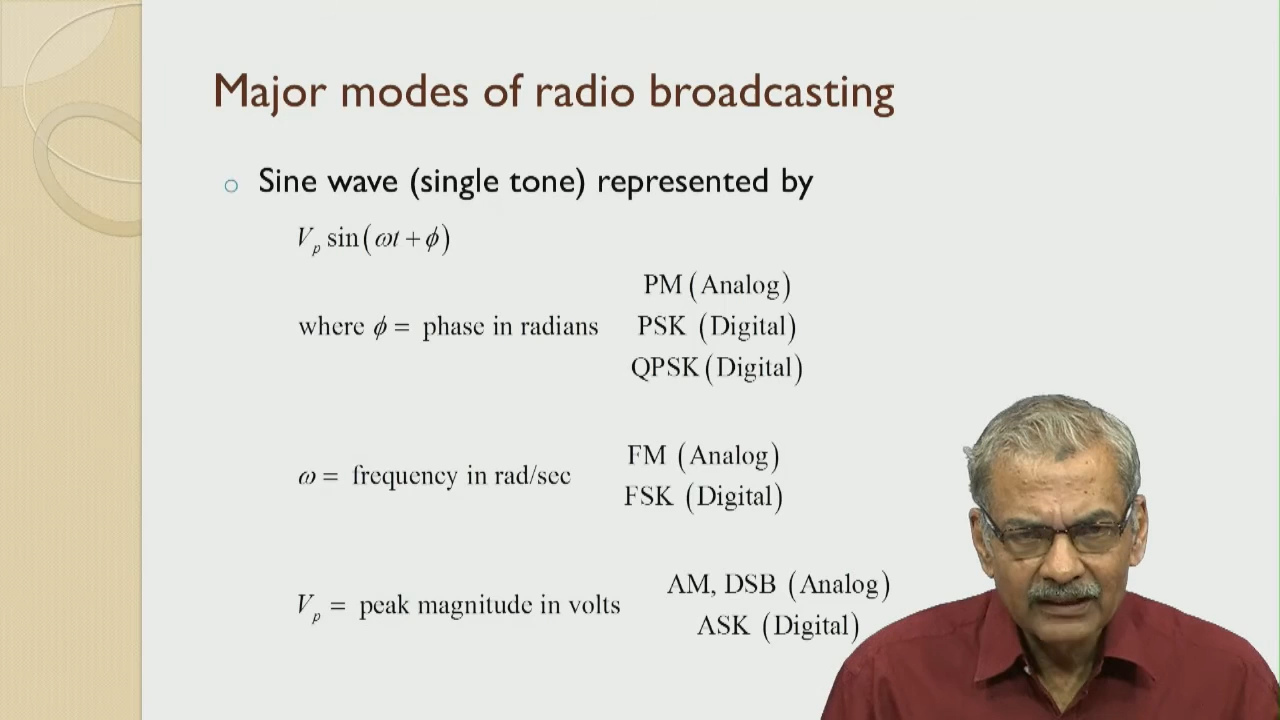 Major modes of radio broadcasting
Sine wave (single tone) represented by
V_p sin(ωt + ϕ)
PM (Analog)
where ϕ = phase in radians PSK (Digital)
QPSK (Digital)
FM (Analog)
ω = frequency in rad/sec
FSK (Digital)
AM, DSB (Analog)
V_p = peak magnitude in volts
ASK (Digital)